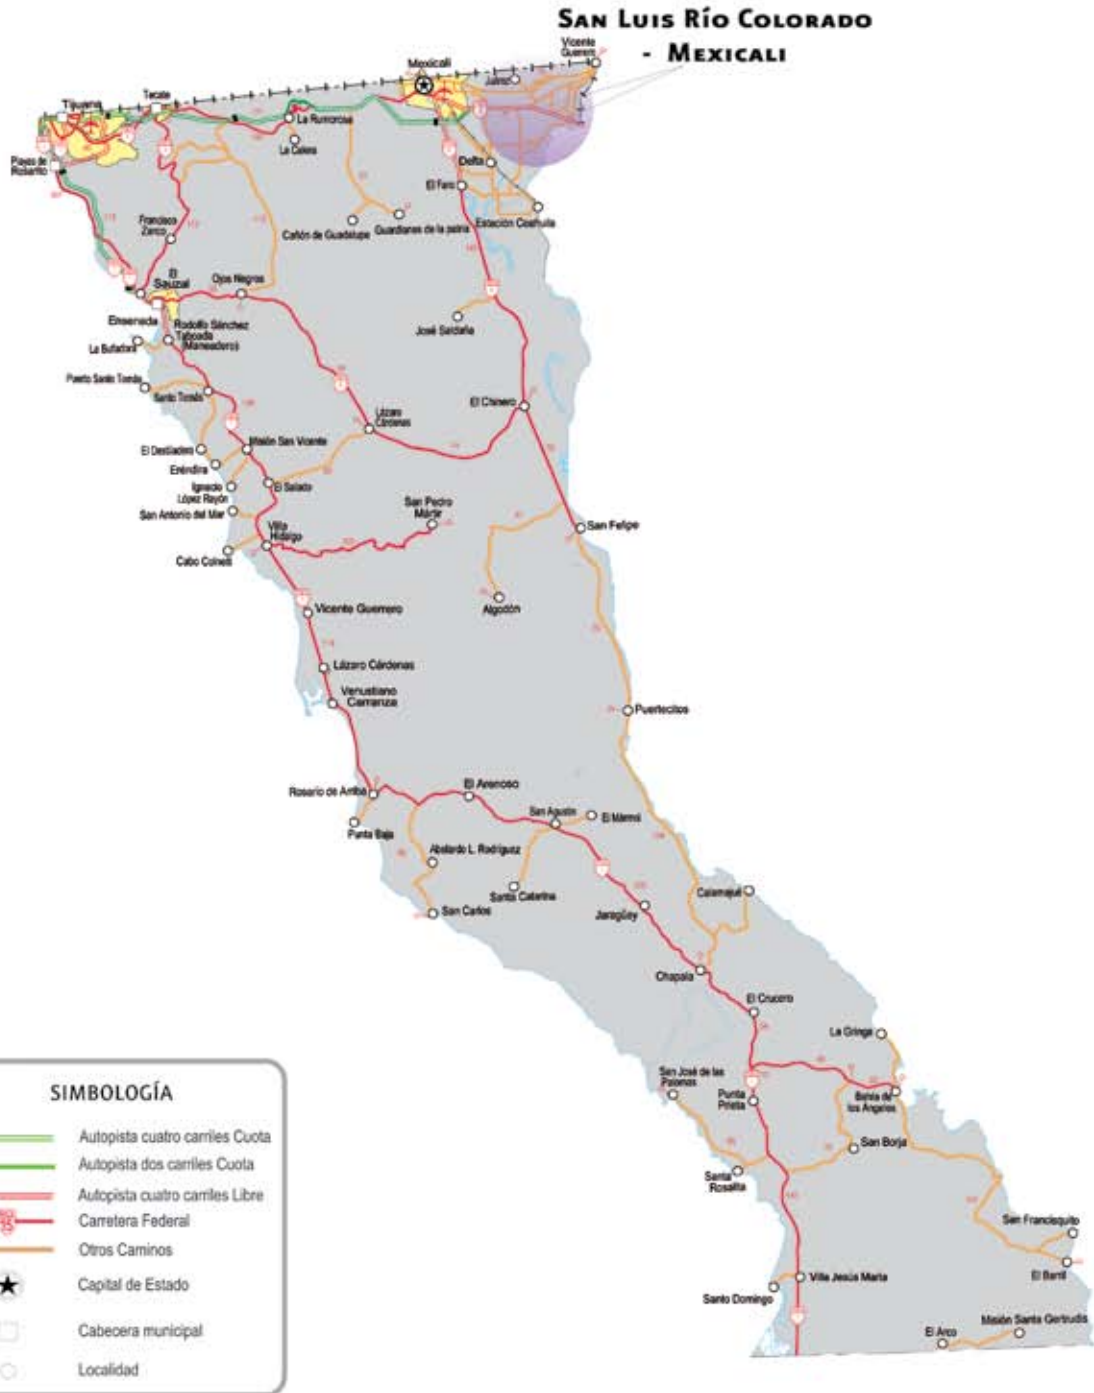 San Luis Río Colorado
- Mexicali
Vicente
Guerrero
Mexicali
Juárez
Tecate
Tijuana
La Rumorosa
La Calera
Playas de
Rosarito
Delta
El Faro
Francisco
Zarco
Cañón de Guadalupe
Guardianes de la patria
Estación Coahuila
El
Sauzal
Ojos Negros
Ensenada
Rodolfo Sánchez
Taboada
(Maneadero)
José Saldaña
La Bufadora
Puerto Santo Tomás
Santo Tomás
El Chinero
Lázaro
Cárdenas
Misión San Vicente
El Destiladero
Eréndira
Ignacio
López Rayón
El Salado
San Antonio del Mar
San Pedro
Mártir
Villa
Hidalgo
San Felipe
Cabo Colnett
Vicente Guerrero
Algodón
Lázaro Cárdenas
Venustiano
Carranza
Puertecitos
Rosario de Arriba
El Arenoso
San Agustín
El Mármol
Punta Baja
Abelardo L. Rodríguez
Santa Catarina
Calamajué
San Carlos
Jaragüay
Chapala
El Crucero
La Gringa
San José de las
Palomas
Punta
Prieta
Bahía de
los Ángeles
San Borja
Santa
Rosalita
San Francisquito
Villa Jesús María
El Barril
Santo Domingo
El Arco
Misión Santa Gertrudis
SIMBOLOGÍA
Autopista cuatro carriles Cuota
Autopista dos carriles Cuota
Autopista cuatro carriles Libre
Carretera Federal
Otros Caminos
Capital de Estado
Cabecera municipal
Localidad